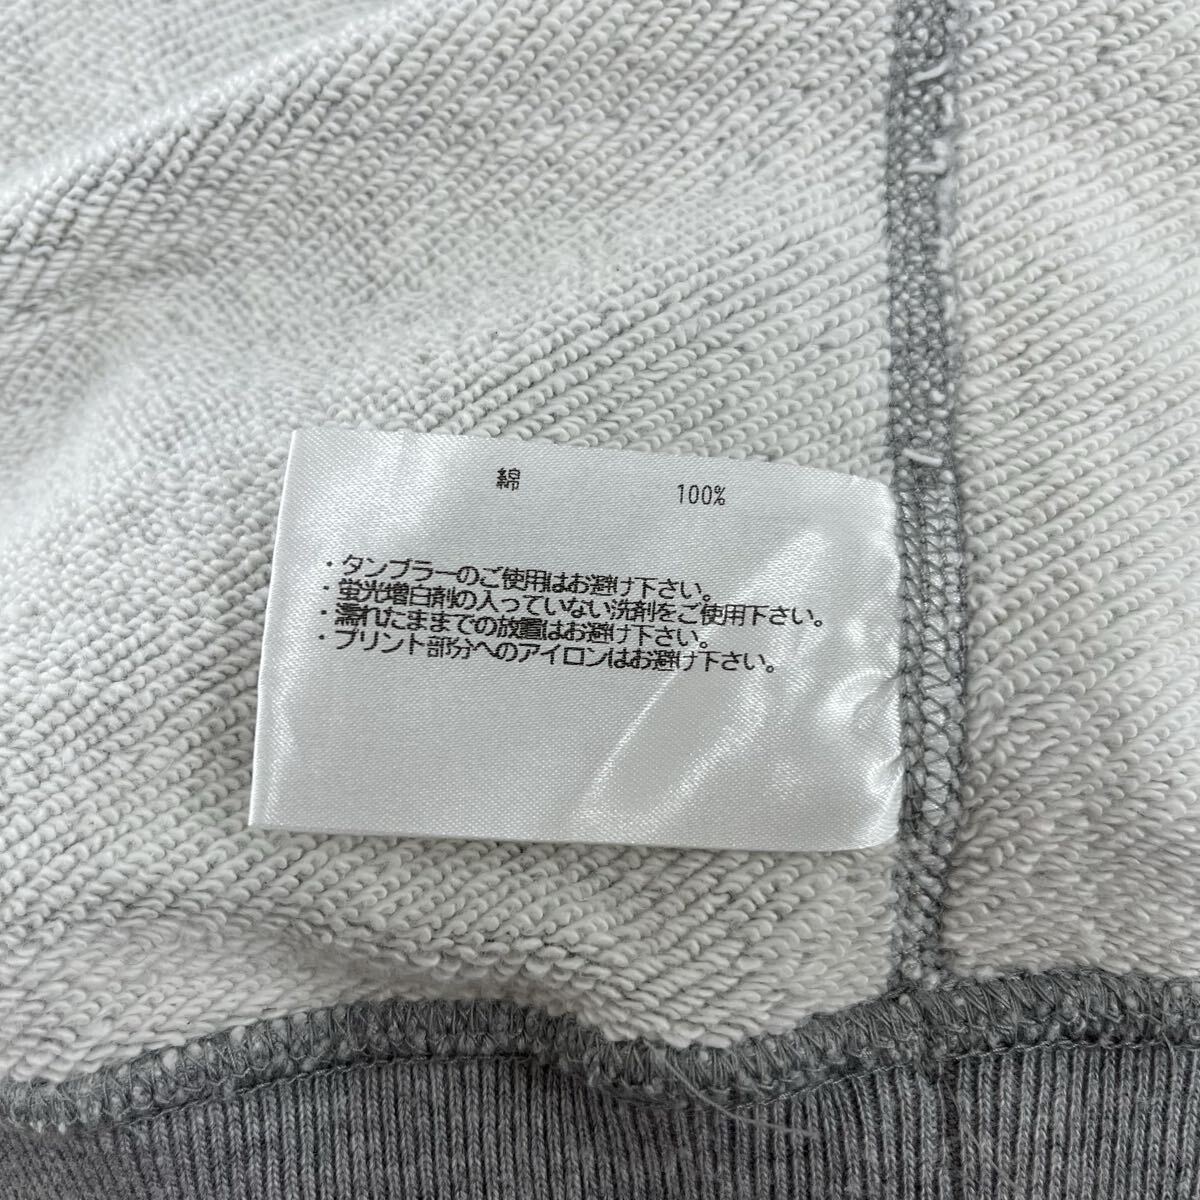 綿 100%
・タンブラーのご使用はお避け下さい。
・蛍光増白剤の入っていない洗剤をご使用下さい。
・濡れたままでの放置はお避け下さい。
・プリント部分へのアイロンはお避け下さい。